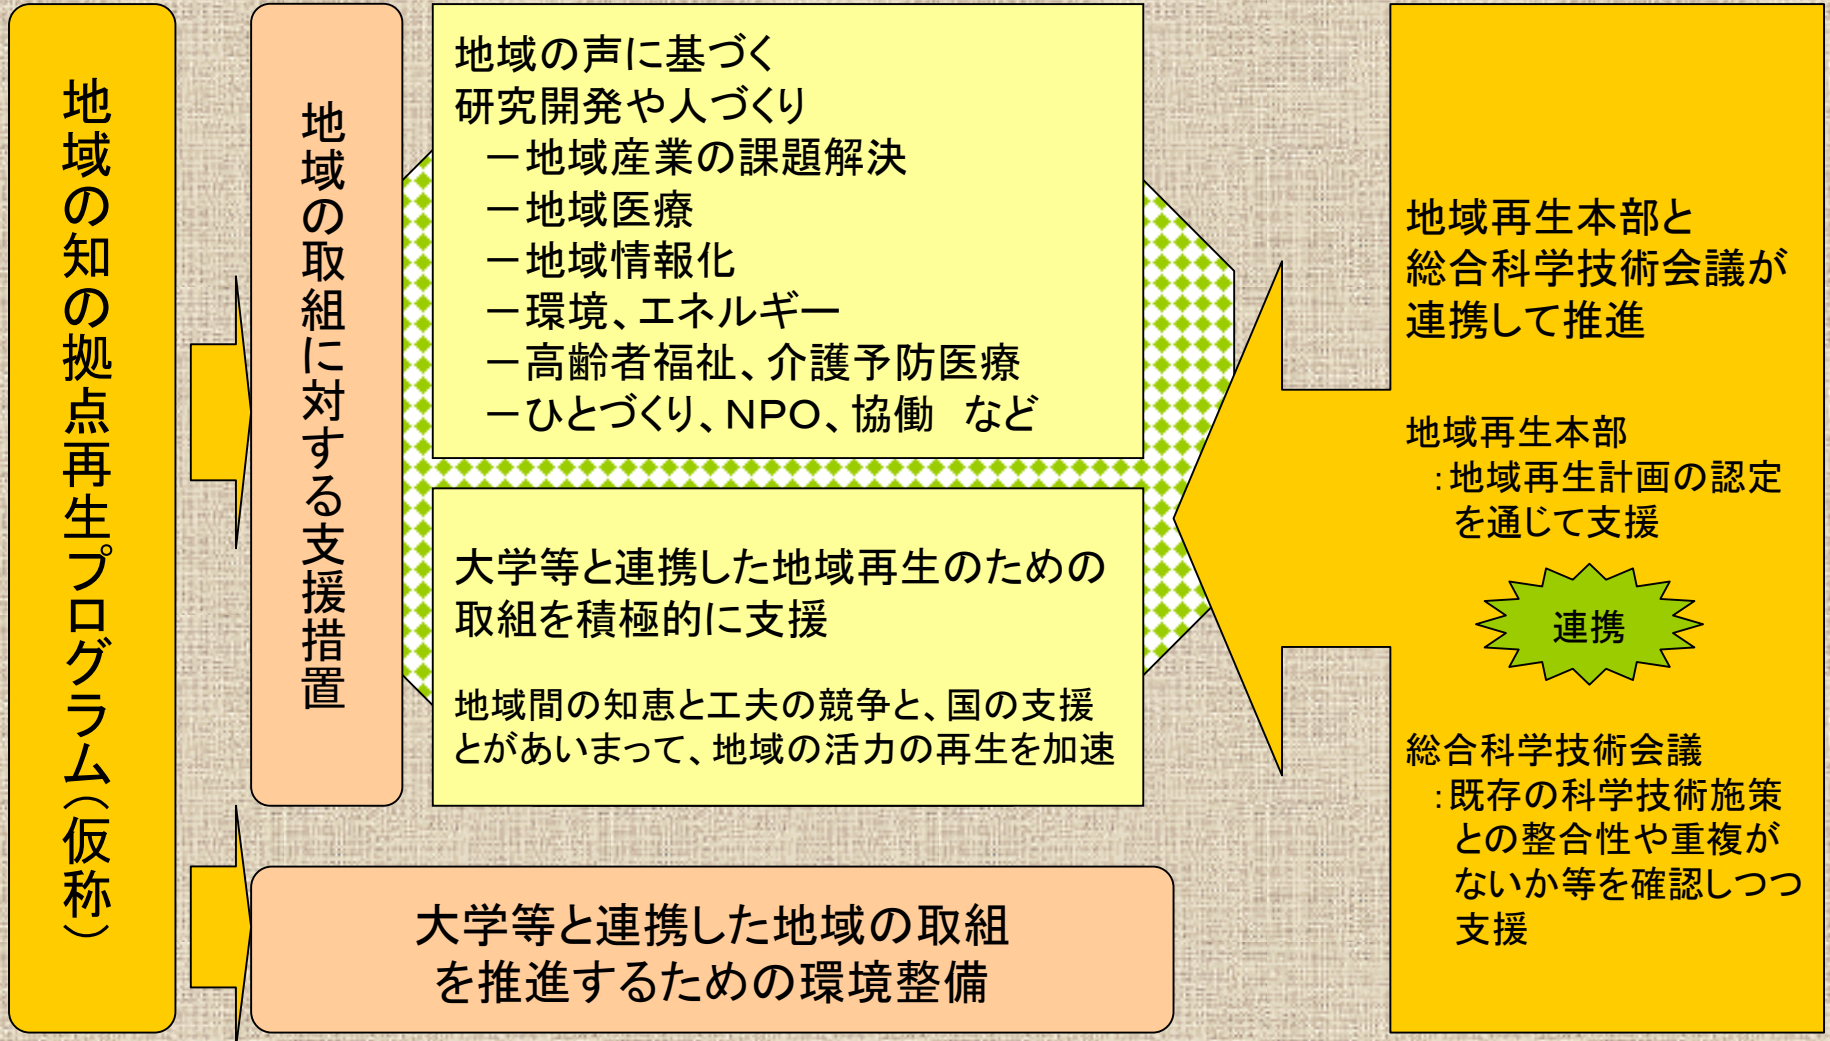 地域の知の拠点再生プログラム（仮称）
地域の取組に対する支援措置
地域の声に基づく
研究開発や人づくり
－地域産業の課題解決
－地域医療
－地域情報化
－環境、エネルギー
－高齢者福祉、介護予防医療
－ひとづくり、ＮＰＯ、協働　など
大学等と連携した地域再生のための
取組を積極的に支援
地域間の知恵と工夫の競争と、国の支援
とがあいまって、地域の活力の再生を加速
大学等と連携した地域の取組
を推進するための環境整備
地域再生本部と
総合科学技術会議が
連携して推進
地域再生本部
：地域再生計画の認定
を通じて支援
連携
総合科学技術会議
：既存の科学技術施策
との整合性や重複が
ないか等を確認しつつ
支援